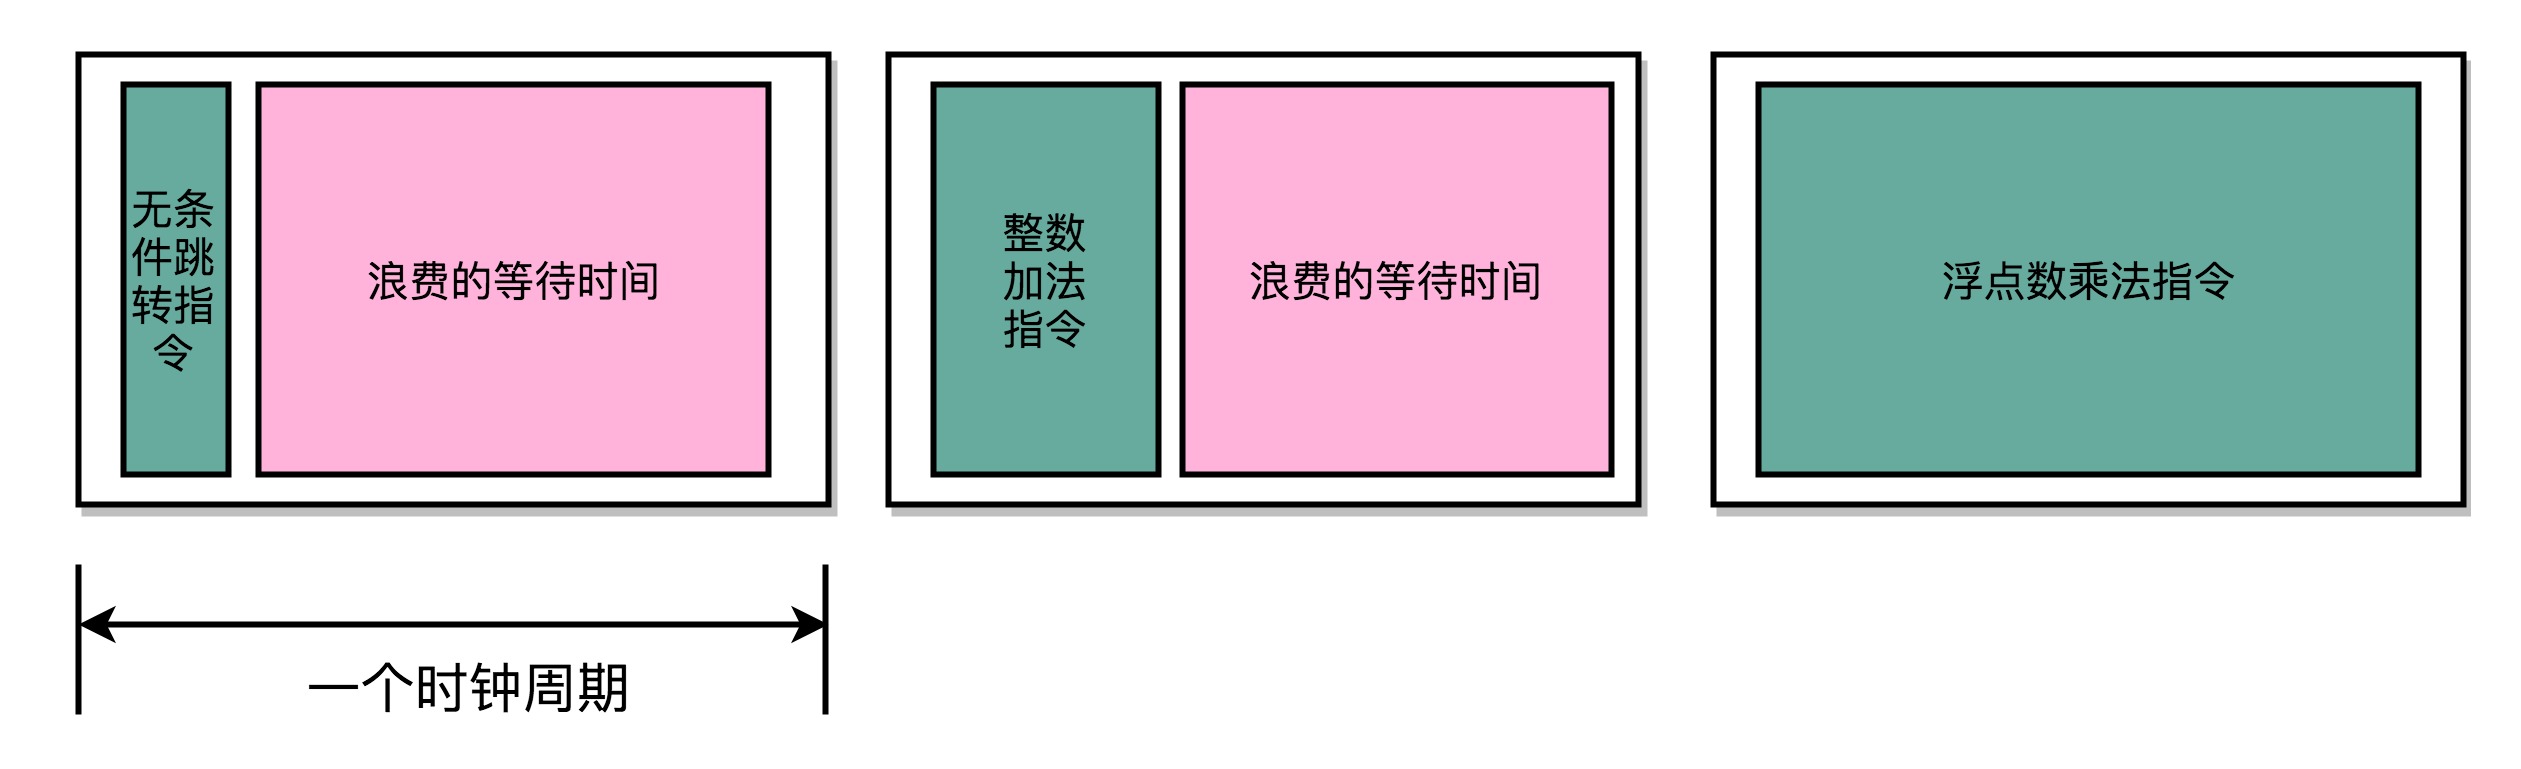 无条
件跳
转指
令
浪费的等待时间
整数
加法
指令
浪费的等待时间
浮点数乘法指令
一个时钟周期